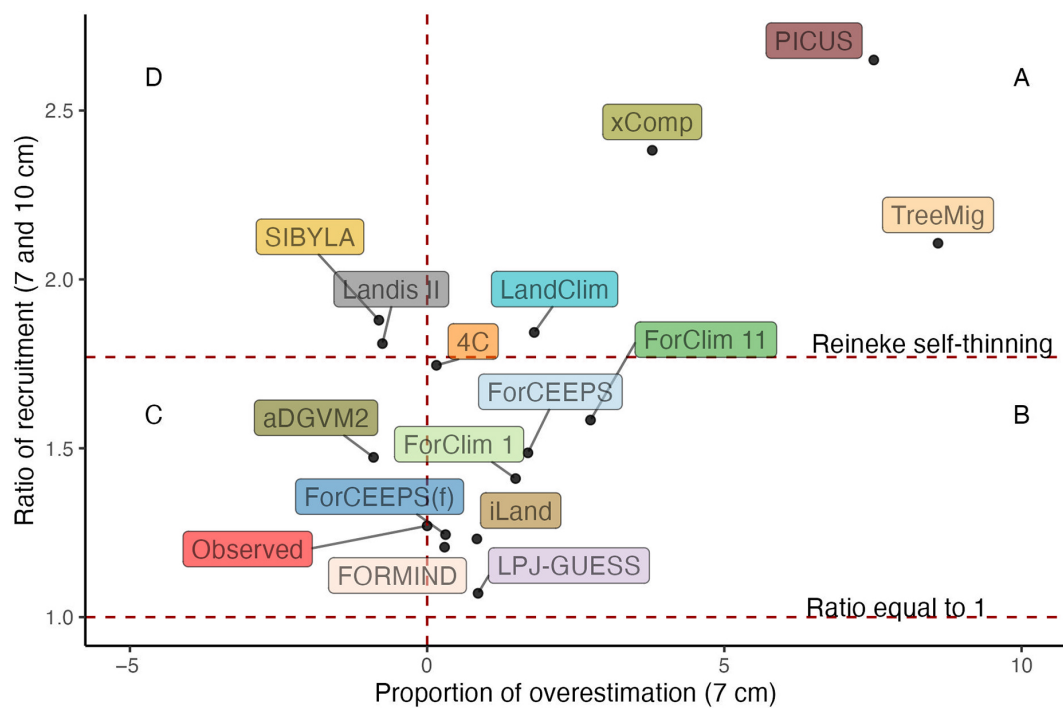 PICUS
D
A
2.5
xComp
TreeMig
SIBYLA
2.0
Landis II
LandClim
4C
ForClim 11
Reineke self-thinning
ForCEEPS
aDGVM2
C
B
ForClim 1
1.5
ForCEEPS(f)
iLand
Observed
FORMIND
LPJ-GUESS
Ratio equal to 1
1.0
−5
0
5
10
Proportion of overestimation (7 cm)
Ratio of recruitment (7 and 10 cm)